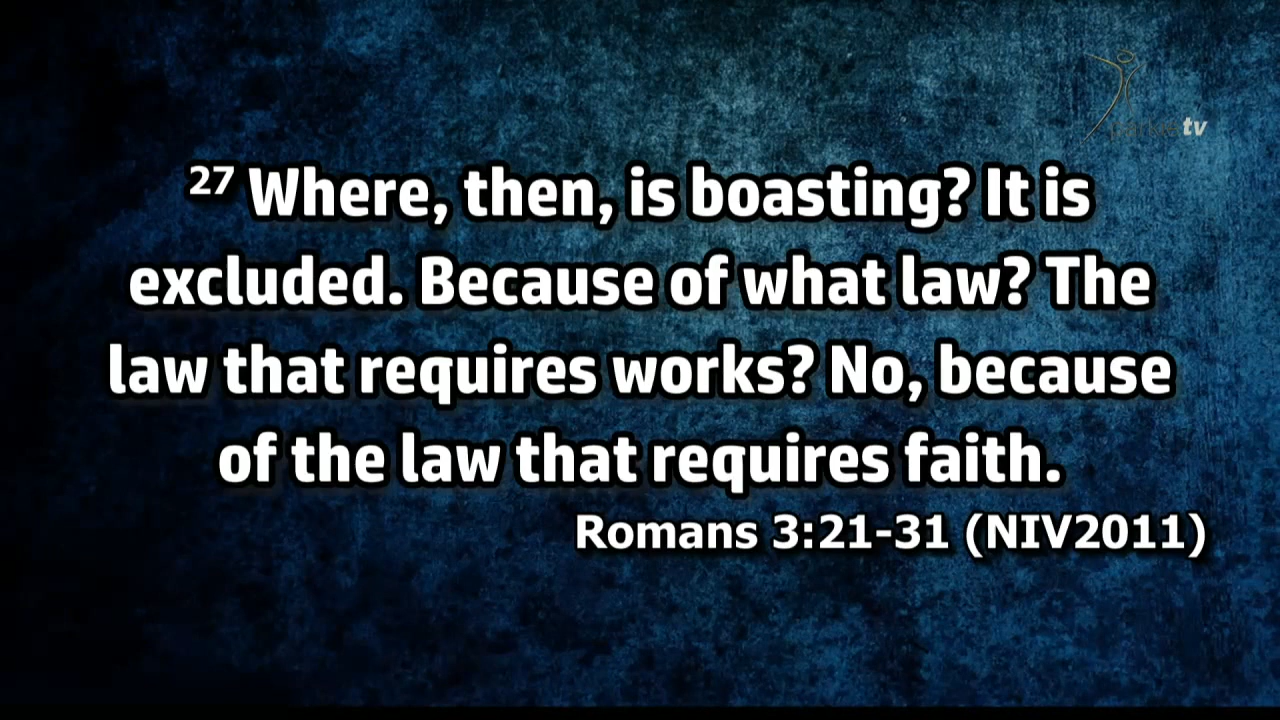 tv
27 Where, then, is boasting? It is
excluded. Because of what law? The
law that requires works? No, because
of the law that requires faith.
Romans 3:21-31 (NIV2011)